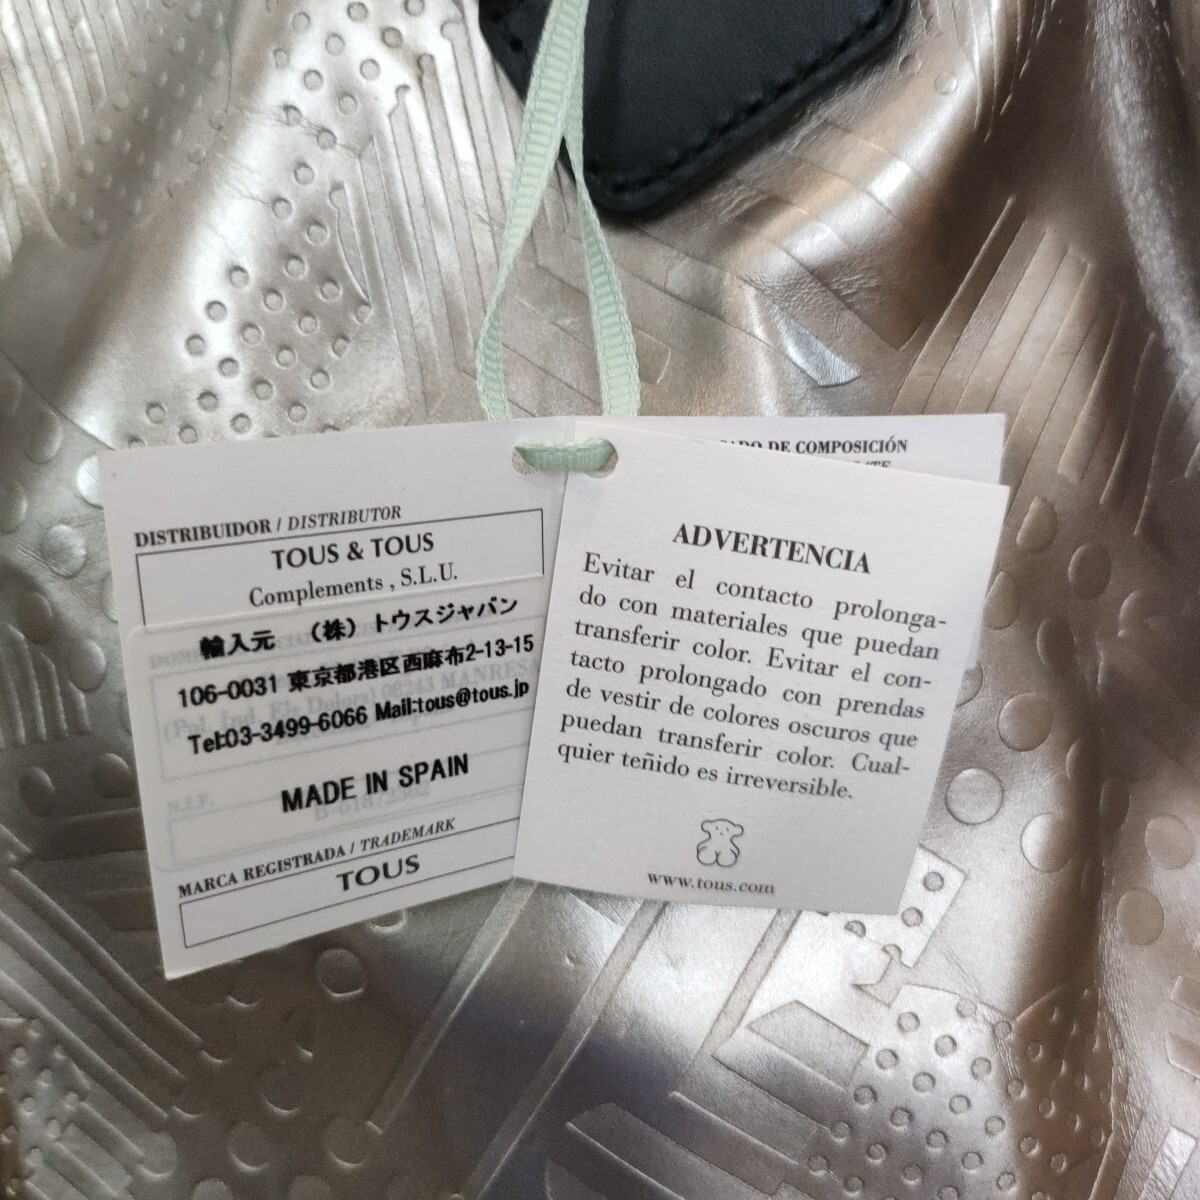 DISTRIBUIDOR / DISTRIBUTOR
TOUS & TOUS
Complements , S.L.U.
輸入元 （株）トウスジャパン
106-0031 東京都港区西麻布2-13-15
Tel:03-3499-6066 Mail:tous@tous.jp
MADE IN SPAIN
N.I.F.
MARCA REGISTRADA / TRADEMARK
TOUS
DE COMPOSICIÓN
ADVERTENCIA
Evitar el contacto prolonga-
do con materiales que puedan
transferir color. Evitar el con-
tacto prolongado con prendas
de vestir de colores oscuros que
puedan transferir color. Cual-
quier teñido es irreversible.
www.tous.com